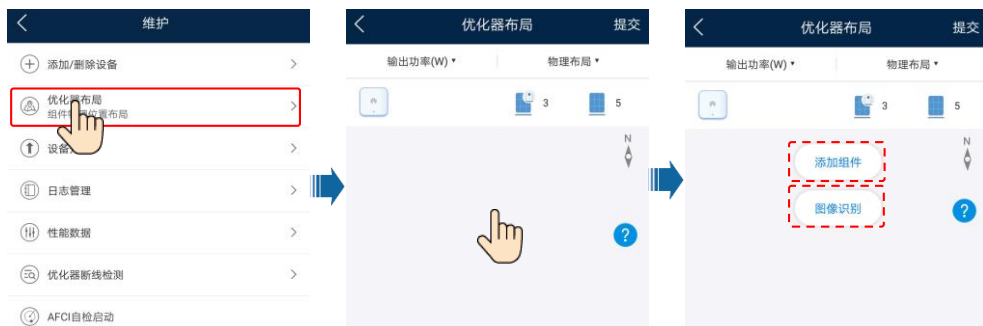 维护
添加/删除设备
优化器布局
组件物理位置布局
设备
日志管理
性能数据
优化器断线检测
AFCI自检启动
优化器布局
提交
输出功率(W)
物理布局
3
5
N
?
优化器布局
提交
输出功率(W)
物理布局
3
5
N
添加组件
图像识别
?